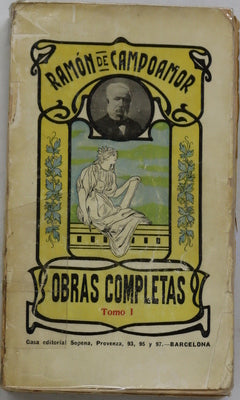 RAMÓN DE CAMPOAMOR
OBRAS COMPLETAS
Tomo I
Casa editorial Sopena, Provenza, 93, 95 y 97.—BARCELONA